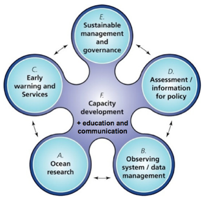 E.
Sustainable
management
and
governance
C.
Early
warning and
Services
D.
Assessment /
information
for policy
F.
Capacity
development
+ education and
communication
A.
Ocean
research
B.
Observing
system / data
management